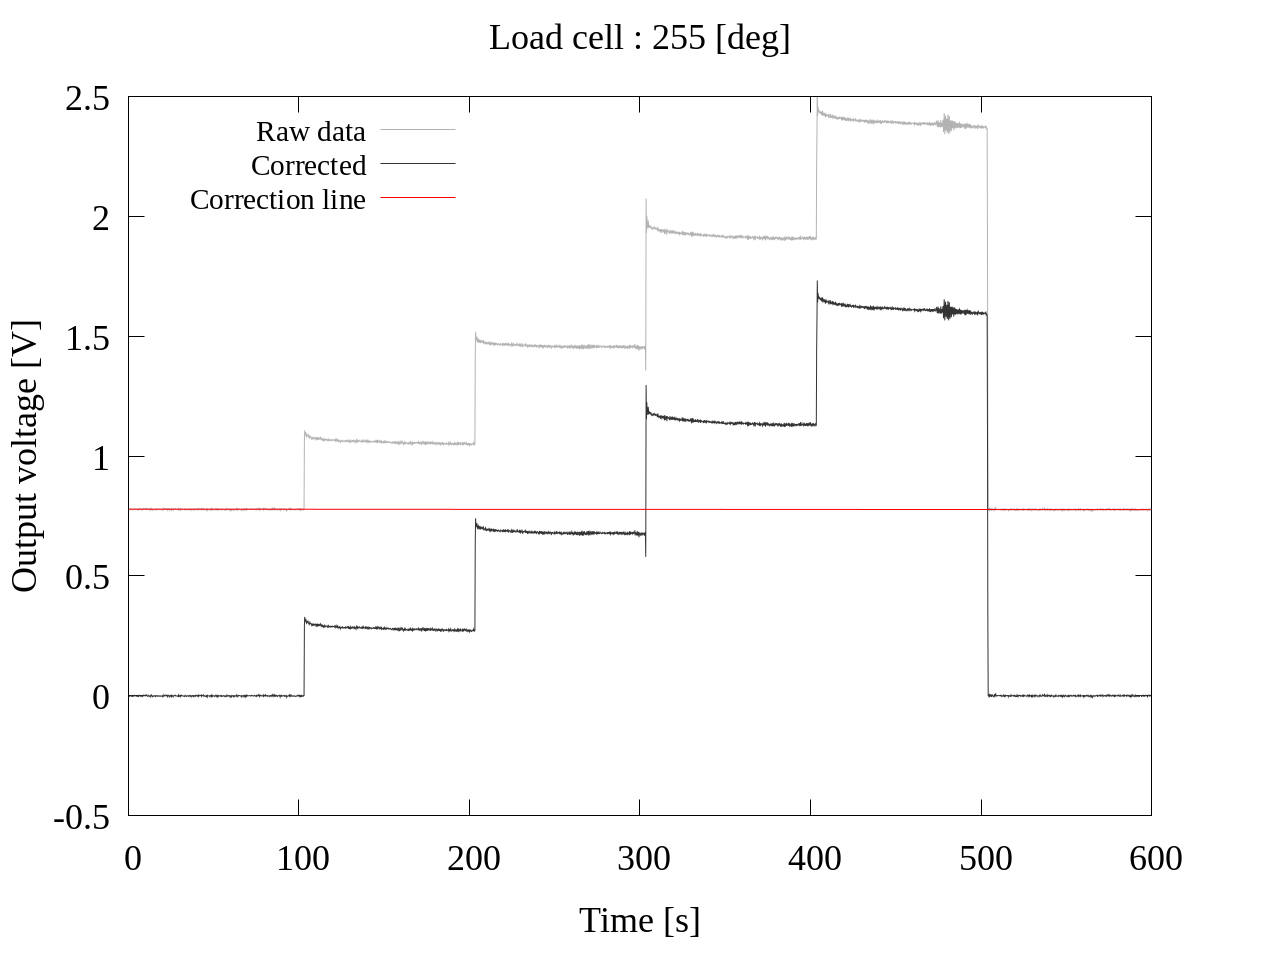 Load cell : 255 [deg]
2.5
Raw data
Corrected
Correction line
2
1.5
1
0.5
0
-0.5
Output voltage [V]
0 100 200 300 400 500 600
Time [s]